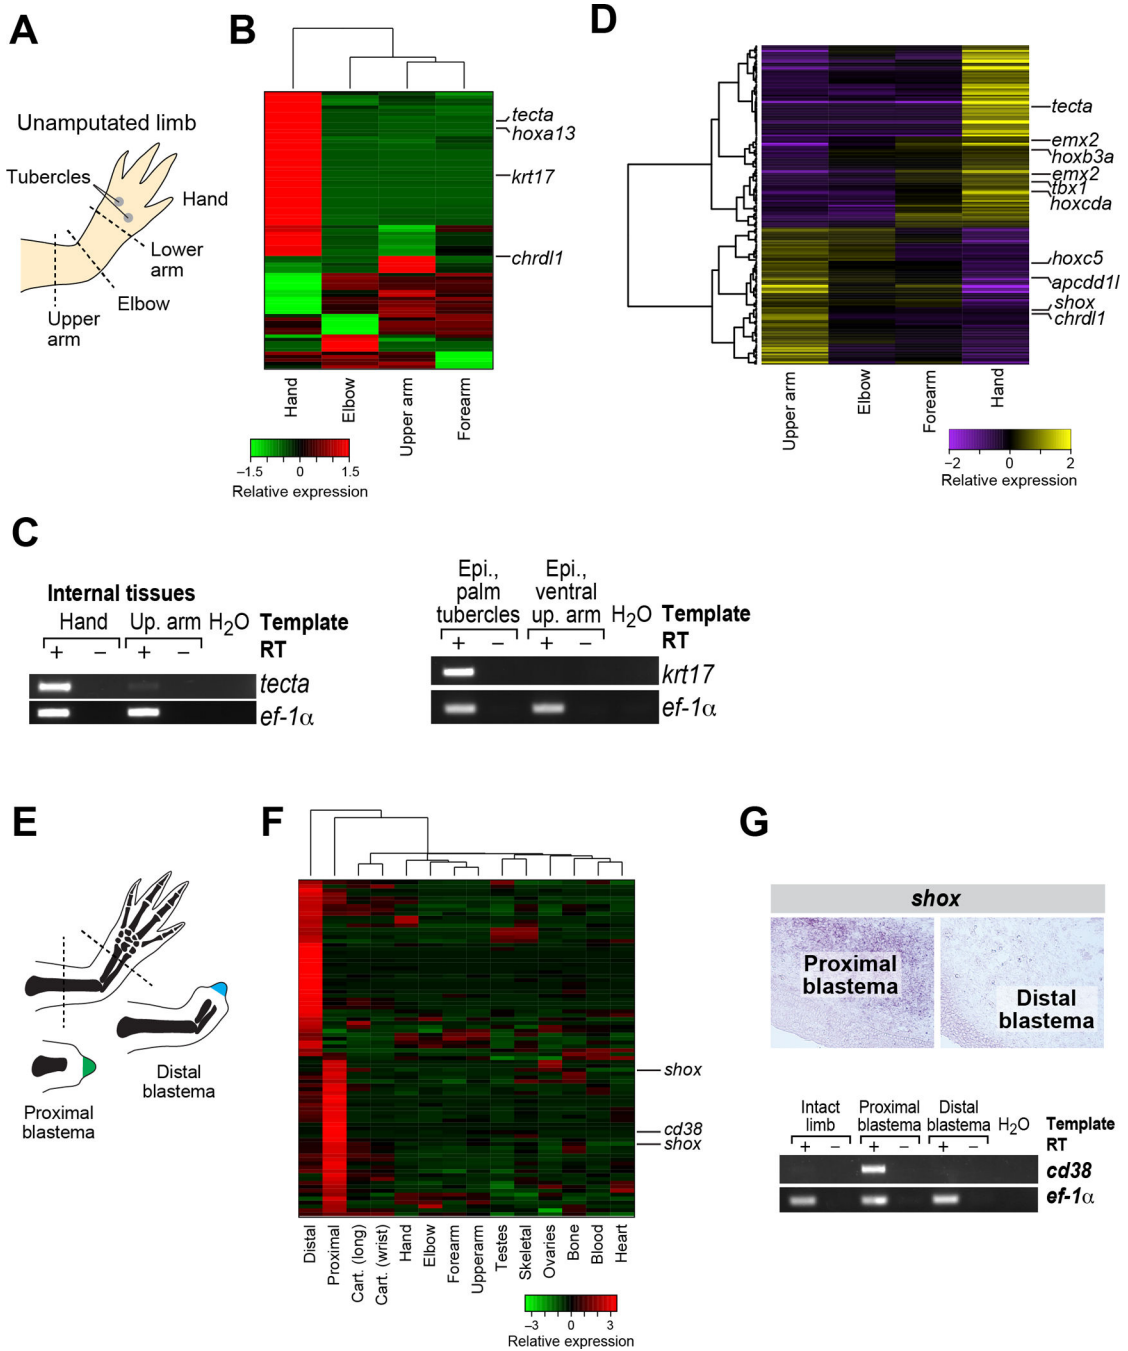 A
Unamputated limb
Tubercles
Hand
Lower
arm
Elbow
Upper
arm
B
tecta
hoxa13
krt17
chrdl1
Hand
Elbow
Upper arm
Forearm
–1.5
0
1.5
Relative expression
D
tecta
emx2
hoxb3a
emx2
tbx1
hoxcda
hoxc5
apcdd1l
shox
chrdl1
Upper arm
Elbow
Forearm
Hand
–2
0
2
Relative expression
C
Internal tissues
Hand Up. arm H2O Template
+ – + – RT
tecta
ef-1α
Epi., Epi.,
palm ventral
tubercles up. arm H2O Template
+ – + – RT
krt17
ef-1α
E
Proximal
blastema
Distal
blastema
F
shox
cd38
shox
Distal
Proximal
Cart. (long)
Cart. (wrist)
Hand
Elbow
Forearm
Upperarm
Testes
Skeletal
Ovaries
Bone
Blood
Heart
–3
0
3
Relative expression
G
shox
Proximal
blastema
Distal
blastema
Intact Proximal Distal
limb blastema blastema H2O Template
+ – + – + – RT
cd38
ef-1α